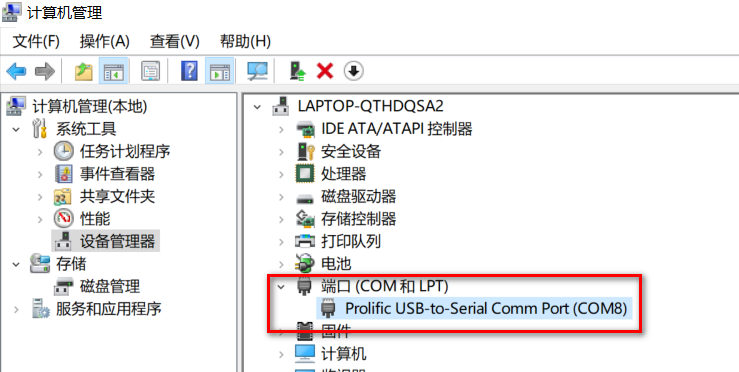 计算机管理
文件(F) 操作(A) 查看(V) 帮助(H)
计算机管理(本地)
系统工具
任务计划程序
事件查看器
共享文件夹
性能
设备管理器
存储
磁盘管理
服务和应用程序
LAPTOP-QTHDQSA2
IDE ATA/ATAPI 控制器
安全设备
处理器
磁盘驱动器
存储控制器
打印队列
电池
端口 (COM 和 LPT)
Prolific USB-to-Serial Comm Port (COM8)
固件
计算机